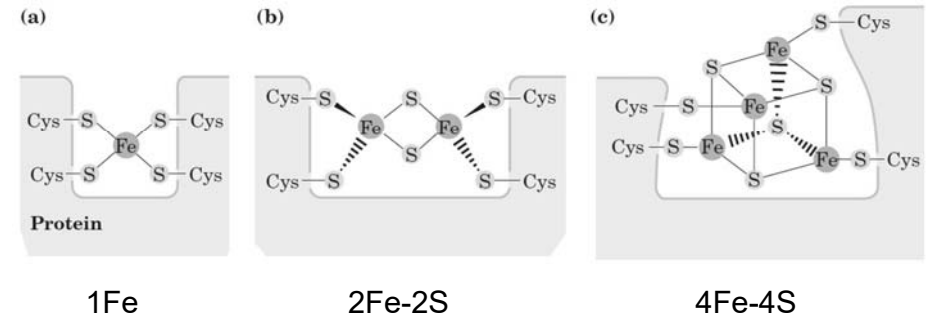 (a)
Cys S S Cys
Fe
Cys S S Cys
Protein
1Fe
(b)
Cys S S S Cys
Fe Fe
S
Cys S S Cys
2Fe-2S
(c)
S Cys
Fe
S
S
Cys S Fe
S
Cys S Fe Fe S Cys
S
4Fe-4S